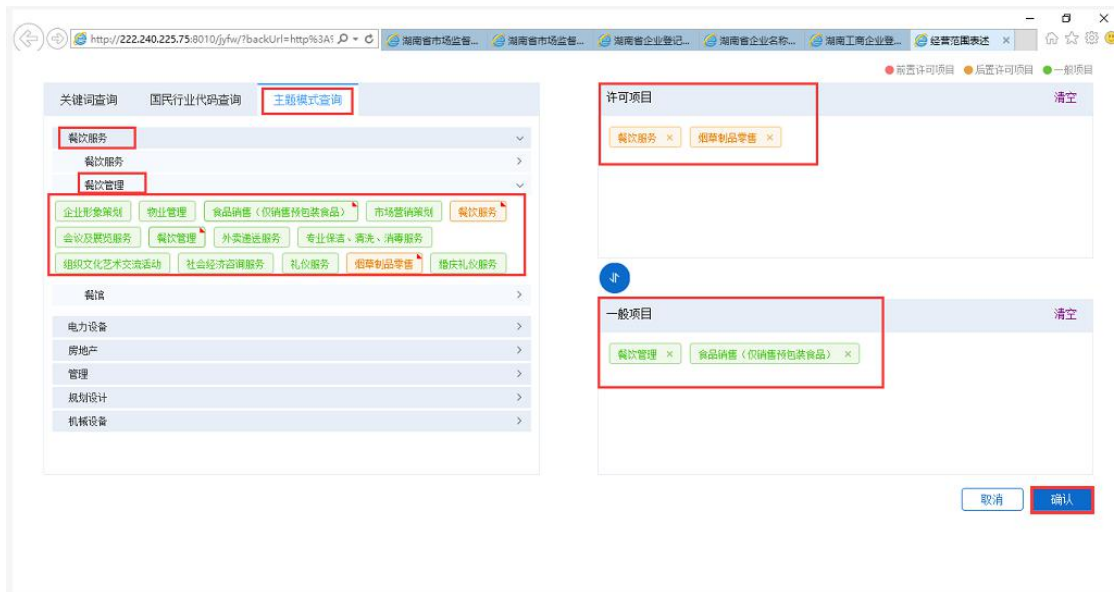 http://222.240.225.75:8010/jyfw/?backUrl=http%3A%
湖南省市场监督...
湖南省市场监督...
湖南省企业登记...
湖南省企业名称...
湖南工商企业登...
经营范围表述 ×
前置许可项目 后置许可项目 一般项目
关键词查询 国民行业代码查询 主题模式查询
餐饮服务
餐饮服务
餐饮管理
企业形象策划 物业管理 食品销售（仅销售预包装食品） 市场营销策划 餐饮服务
会议及展览服务 餐饮管理 外卖递送服务 专业保洁、清洗、消毒服务
组织文化艺术交流活动 社会经济咨询服务 礼仪服务 烟草制品零售 婚庆礼仪服务
餐馆
电力设备
房地产
管理
规划设计
机械设备
许可项目 清空
餐饮服务 × 烟草制品零售 ×
一般项目 清空
餐饮管理 × 食品销售（仅销售预包装食品） ×
取消 确认